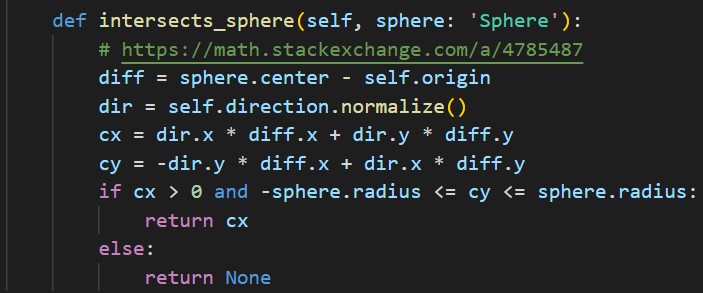 def intersects_sphere(self, sphere: 'Sphere'):
# https://math.stackexchange.com/a/4785487
diff = sphere.center - self.origin
dir = self.direction.normalize()
cx = dir.x * diff.x + dir.y * diff.y
cy = -dir.y * diff.x + dir.x * diff.y
if cx > 0 and -sphere.radius <= cy <= sphere.radius:
return cx
else:
return None